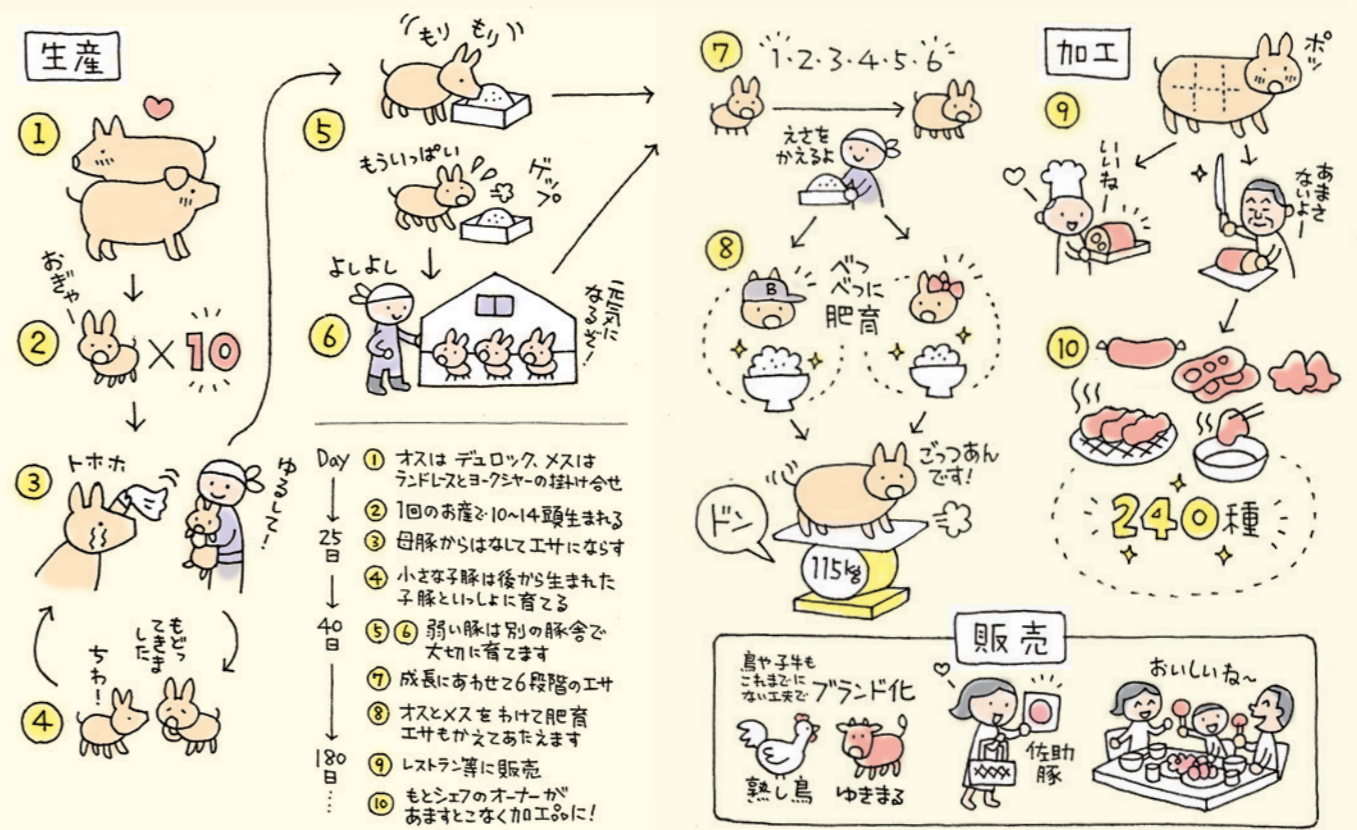 生産
①
②
おぎゃー
×10
③
トホホ
ゆるして〜!
④
ちわー!
もどっ
てきま
した
もりもり
⑤
もういっぱい
ゲップ
⑥
よしよし
元気に
なるぞ〜!
Day
25
日
40
日
180
日
……
① オスは デュロック、メスは
ランドレースとヨークシャーの掛け合せ
② 1回のお産で10〜14頭生まれる
③ 母豚からはなしてエサにならす
④ 小さな子豚は後から生まれた
子豚といっしょに育てる
⑤⑥ 弱い豚は別の豚舎で
大切に育てます
⑦ 成長にあわせて6段階のエサ
⑧ オスとメスをわけて肥育
エサもかえてあたえます
⑨ レストラン等に販売
⑩ もとシェフのオーナーが
あますとこなく加工品に!
⑦
1・2・3・4・5・6
えさを
かえるよ
⑧
B
べつ
べつに
肥育
ごっつあん
です!
ドン
115kg
加工
ポッ
⑨
いいね
あまさ
ないよー
⑩
240種
販売
鳥や子牛も
これまでに
ない工夫で
ブランド化
熟し鳥
ゆきまる
佐助
豚
おいしいね〜